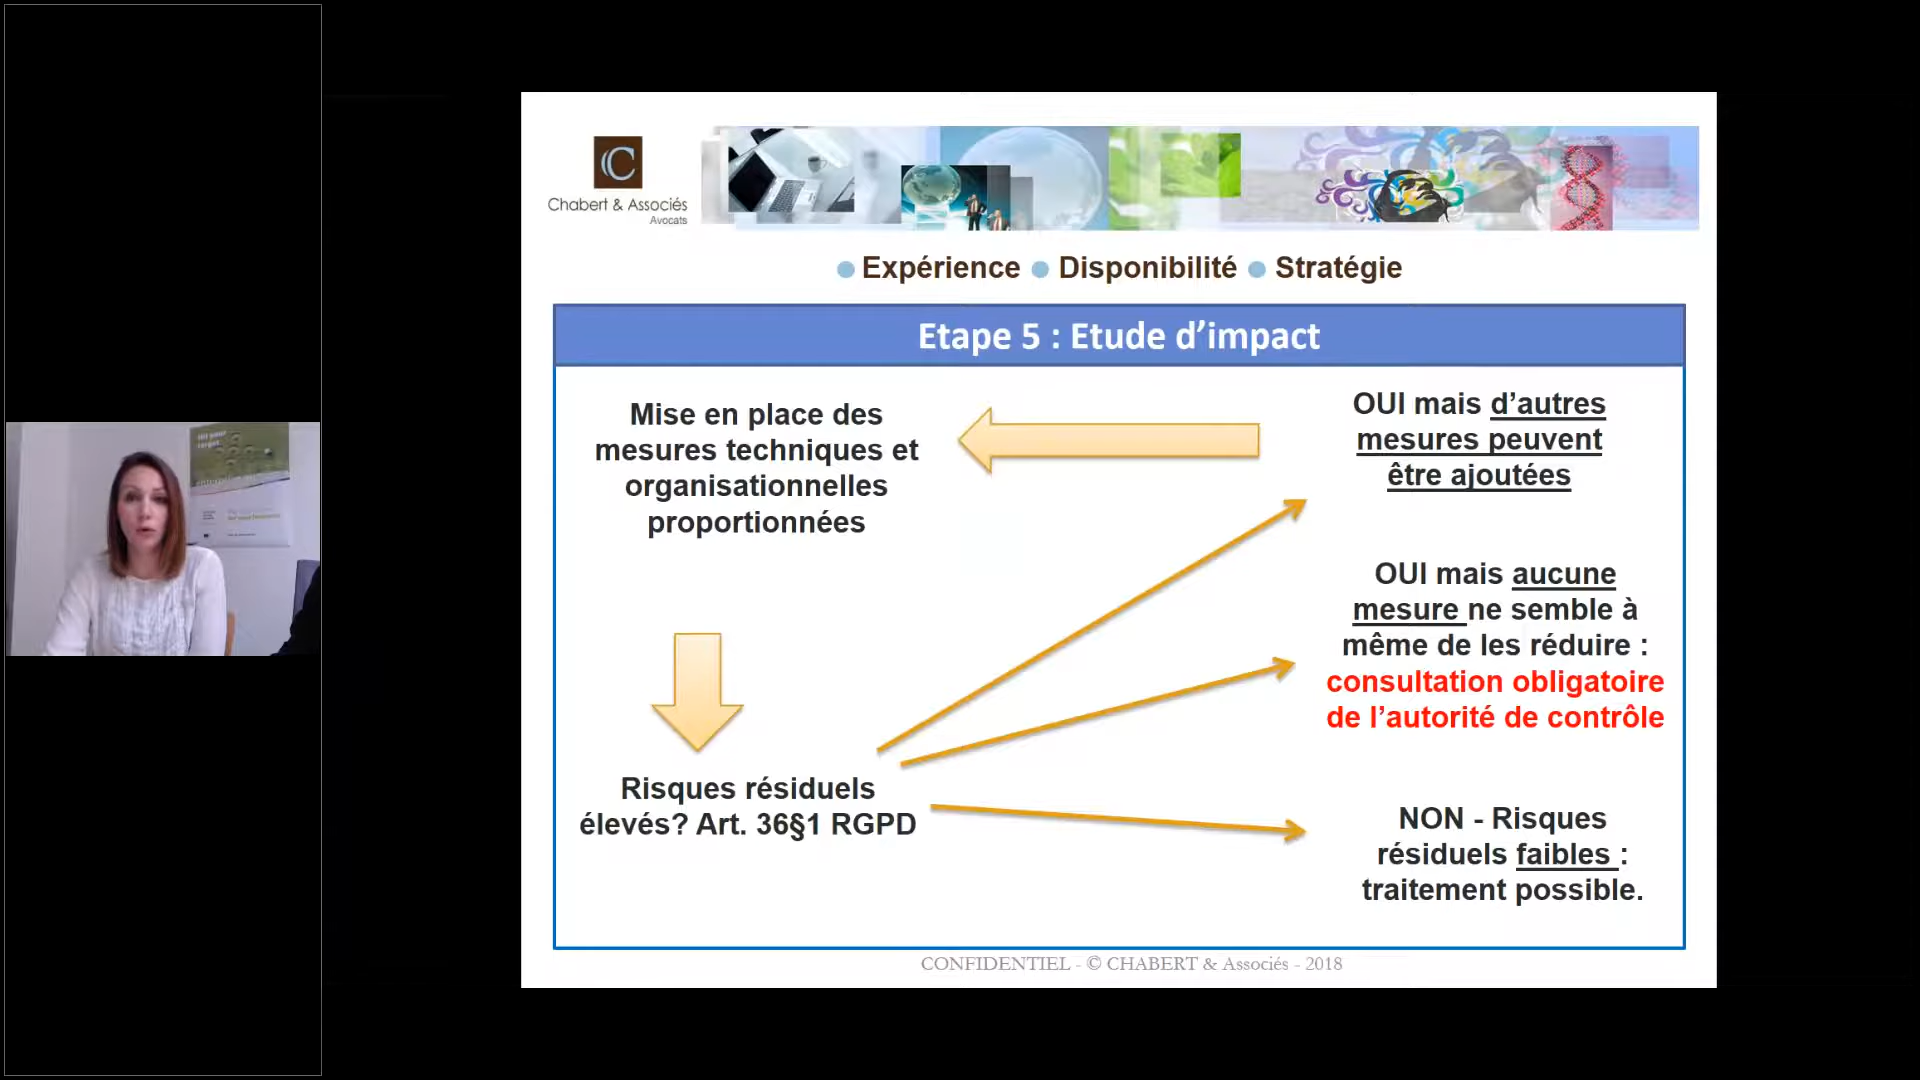 C
Chabert & Associés
Avocats
Expérience Disponibilité Stratégie
Etape 5 : Etude d’impact
Mise en place des
mesures techniques et
organisationnelles
proportionnées
Risques résiduels
élevés? Art. 36§1 RGPD
OUI mais d’autres
mesures peuvent
être ajoutées
OUI mais aucune
mesure ne semble à
même de les réduire :
consultation obligatoire
de l’autorité de contrôle
NON - Risques
résiduels faibles :
traitement possible.
CONFIDENTIEL - © CHABERT & Associés - 2018